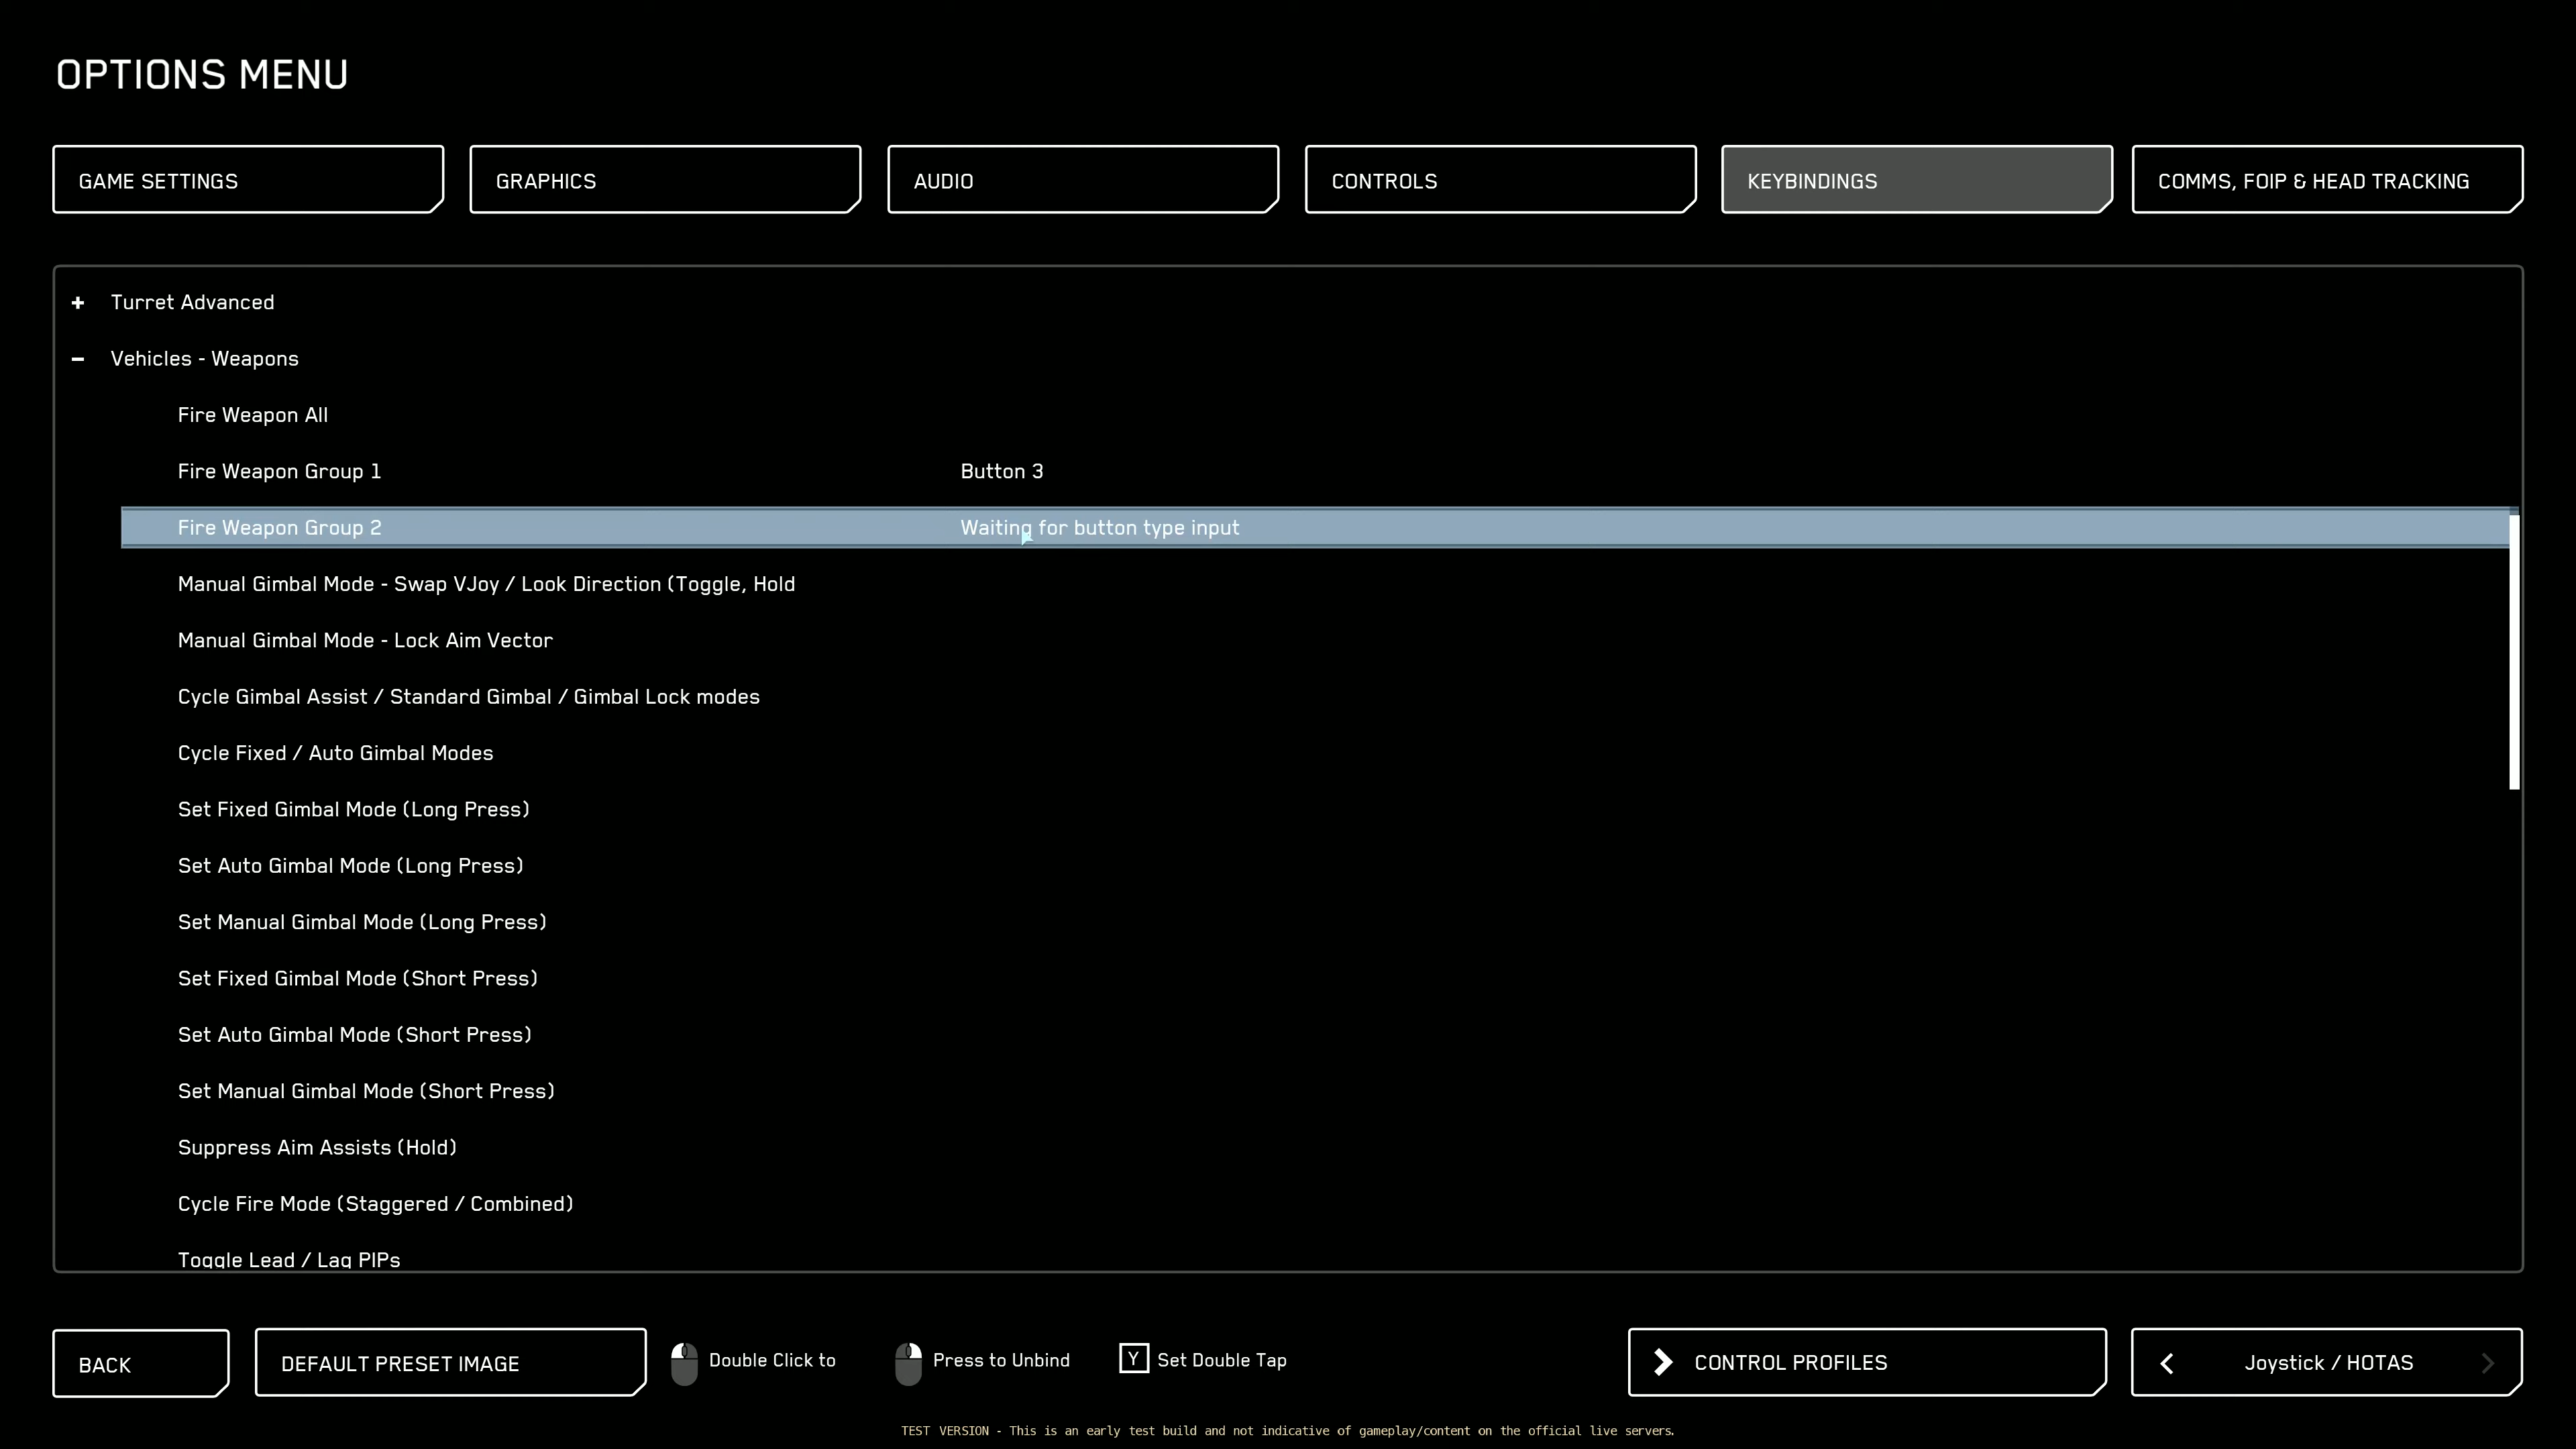 OPTIONS MENU
GAME SETTINGS
GRAPHICS
AUDIO
CONTROLS
KEYBINDINGS
COMMS, FOIP & HEAD TRACKING
+ Turret Advanced
- Vehicles - Weapons
Fire Weapon All
Fire Weapon Group 1 Button 3
Fire Weapon Group 2 Waiting for button type input
Manual Gimbal Mode - Swap VJoy / Look Direction (Toggle, Hold
Manual Gimbal Mode - Lock Aim Vector
Cycle Gimbal Assist / Standard Gimbal / Gimbal Lock modes
Cycle Fixed / Auto Gimbal Modes
Set Fixed Gimbal Mode (Long Press)
Set Auto Gimbal Mode (Long Press)
Set Manual Gimbal Mode (Long Press)
Set Fixed Gimbal Mode (Short Press)
Set Auto Gimbal Mode (Short Press)
Set Manual Gimbal Mode (Short Press)
Suppress Aim Assists (Hold)
Cycle Fire Mode (Staggered / Combined)
Toggle Lead / Lag PIPs
BACK
DEFAULT PRESET IMAGE
Double Click to
Press to Unbind
Y Set Double Tap
CONTROL PROFILES
Joystick / HOTAS
TEST VERSION - This is an early test build and not indicative of gameplay/content on the official live servers.